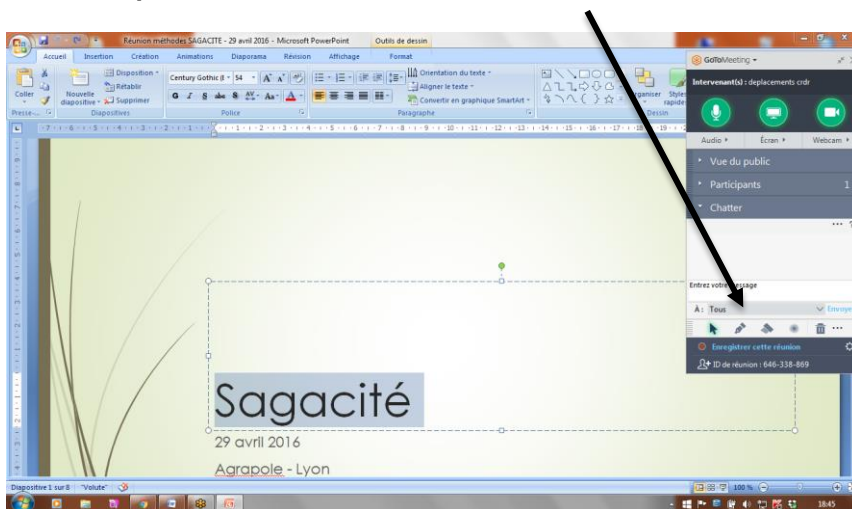 Réunion méthodes SAGACITE - 29 avril 2016 - Microsoft PowerPoint
Outils de dessin
Accueil Insertion Création Animations Diaporama Révision Affichage Format
Coller
Nouvelle diapositive
Disposition
Rétablir
Supprimer
Diapositives
Century Gothic (I 54
G I S abc S AV Aa A
Police
Orientation du texte
Aligner le texte
Convertir en graphique SmartArt
Paragraphe
Dessin
GoToMeeting
Intervenant(s) : deplacements crdr
Audio Écran Webcam
Vue du public
Participants 1
Chatter
Entrez votre message
À : Tous Envoye
Enregistrer cette réunion
ID de réunion : 646-338-869
Sagacité
29 avril 2016
Agrapole - Lyon
Diapositive 1 sur 8 "Volute" 100 %
18:45